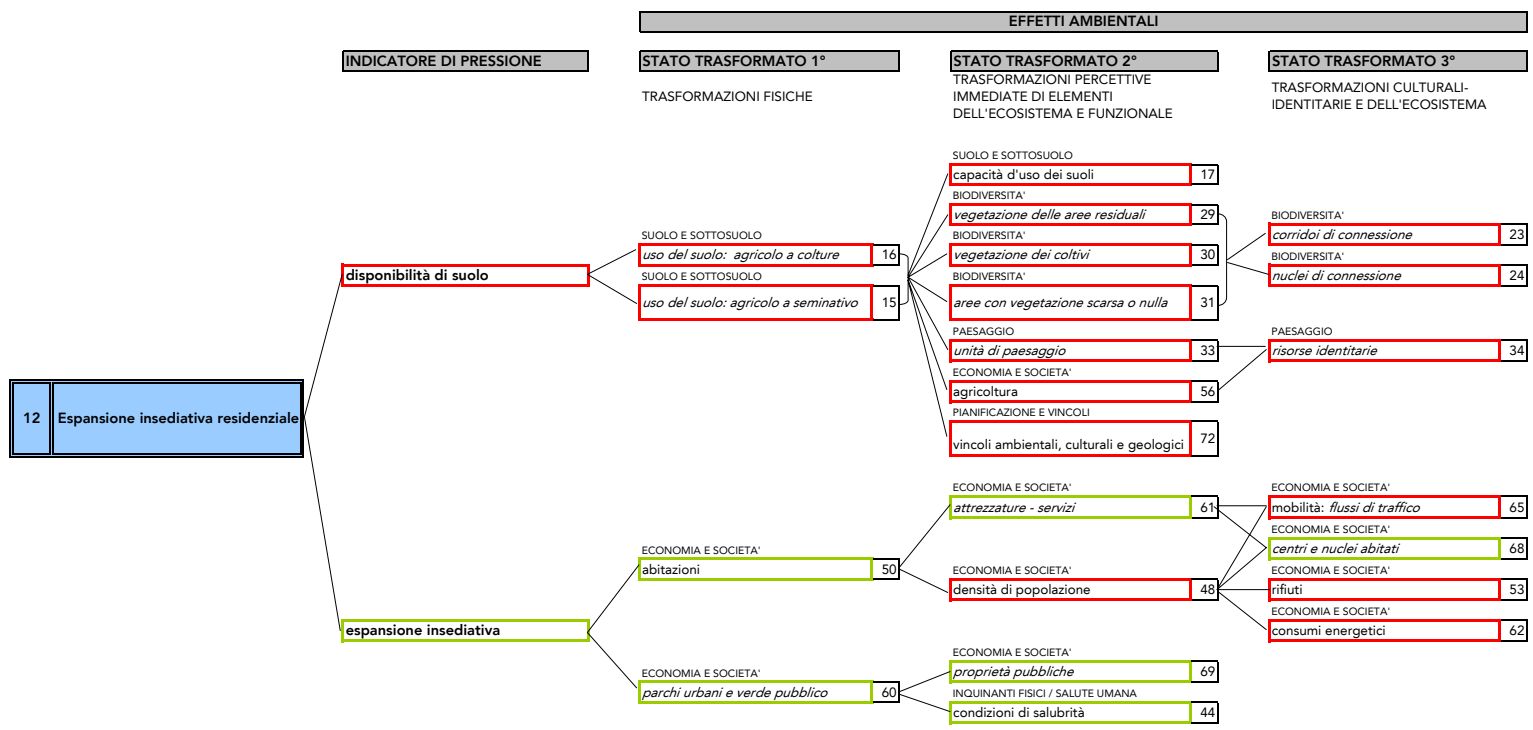 EFFETTI AMBIENTALI
INDICATORE DI PRESSIONE
STATO TRASFORMATO 1°
STATO TRASFORMATO 2°
STATO TRASFORMATO 3°
TRASFORMAZIONI FISICHE
TRASFORMAZIONI PERCETTIVE
IMMEDIATE DI ELEMENTI
DELL'ECOSISTEMA E FUNZIONALE
TRASFORMAZIONI CULTURALI-
IDENTITARIE E DELL'ECOSISTEMA
12 Espansione insediativa residenziale
disponibilità di suolo
espansione insediativa
SUOLO E SOTTOSUOLO
uso del suolo: agricolo a colture 16
SUOLO E SOTTOSUOLO
uso del suolo: agricolo a seminativo 15
ECONOMIA E SOCIETA'
abitazioni 50
ECONOMIA E SOCIETA'
parchi urbani e verde pubblico 60
SUOLO E SOTTOSUOLO
capacità d'uso dei suoli 17
BIODIVERSITA'
vegetazione delle aree residuali 29
BIODIVERSITA'
vegetazione dei coltivi 30
BIODIVERSITA'
aree con vegetazione scarsa o nulla 31
PAESAGGIO
unità di paesaggio 33
ECONOMIA E SOCIETA'
agricoltura 56
PIANIFICAZIONE E VINCOLI
vincoli ambientali, culturali e geologici 72
ECONOMIA E SOCIETA'
attrezzature - servizi 61
ECONOMIA E SOCIETA'
densità di popolazione 48
ECONOMIA E SOCIETA'
proprietà pubbliche 69
INQUINANTI FISICI / SALUTE UMANA
condizioni di salubrità 44
BIODIVERSITA'
corridoi di connessione 23
BIODIVERSITA'
nuclei di connessione 24
PAESAGGIO
risorse identitarie 34
ECONOMIA E SOCIETA'
mobilità: flussi di traffico 65
ECONOMIA E SOCIETA'
centri e nuclei abitati 68
ECONOMIA E SOCIETA'
rifiuti 53
ECONOMIA E SOCIETA'
consumi energetici 62